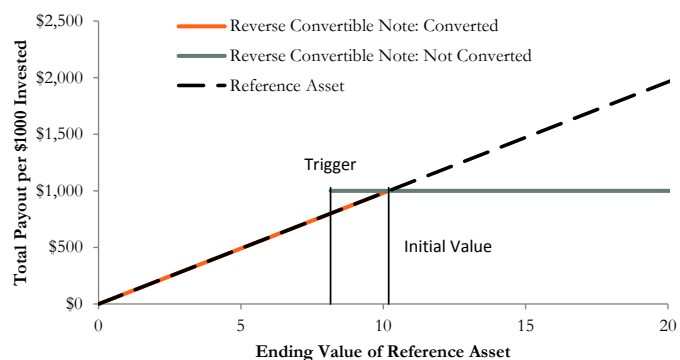 $2,500
$2,000
$1,500
$1,000
$500
$0
Total Payout per $1000 Invested
Reverse Convertible Note: Converted
Reverse Convertible Note: Not Converted
Reference Asset
Trigger
Initial Value
0
5
10
15
20
Ending Value of Reference Asset